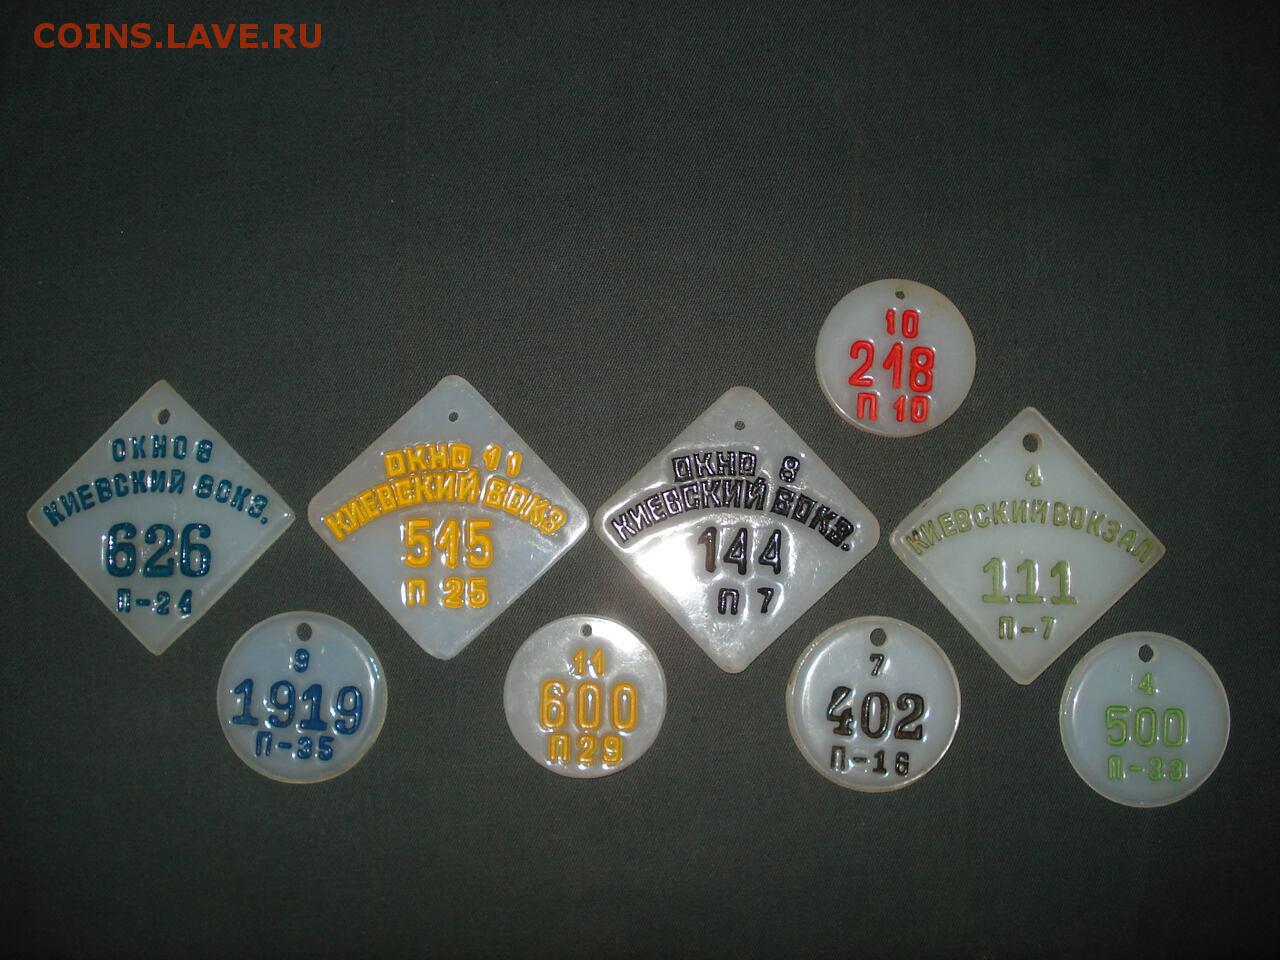 COINS.LAVE.RU
10
218
П 10
ОКНО 8
КИЕВСКИЙ ВОКЗ.
626
П-24
ОКНО 11
КИЕВСКИЙ ВОКЗ
515
П 25
ОКНО 8
КИЕВСКИЙ ВОКЗ.
144
П 7
4
КИЕВСКИЙ ВОКЗАЛ
111
П-7
9
1919
П-35
11
600
П 29
7
402
П-16
4
500
П-33